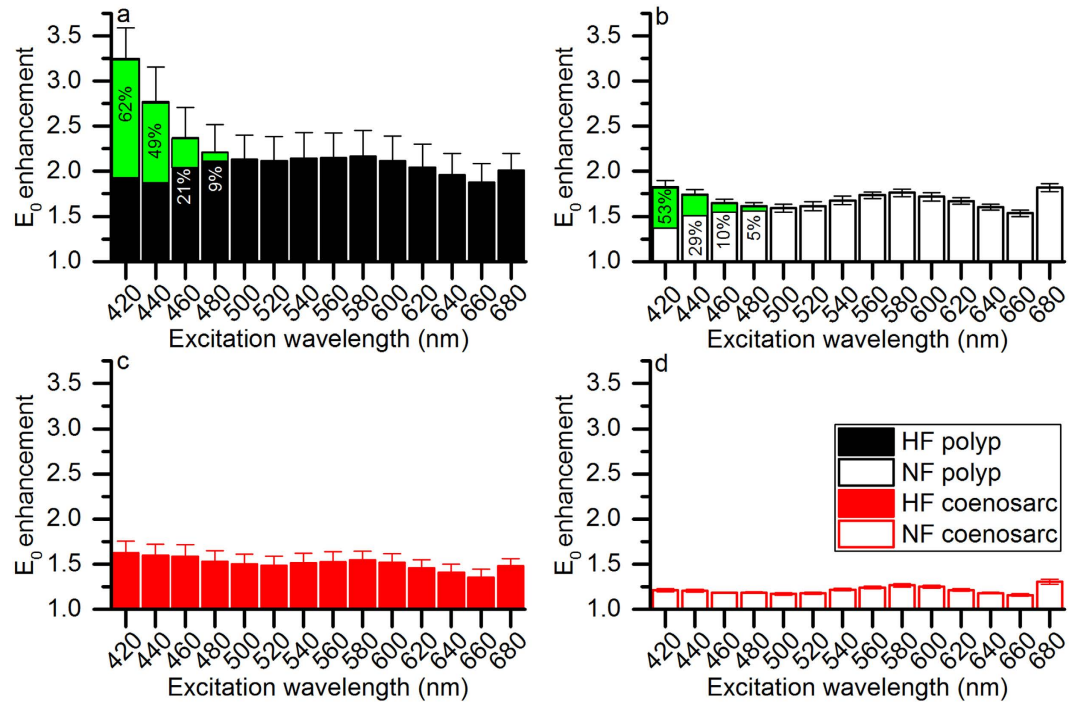 a
E₀ enhancement
3.5
3.0
2.5
2.0
1.5
1.0
62%
49%
21%
9%
420 440 460 480 500 520 540 560 580 600 620 640 660 680
Excitation wavelength (nm)
b
E₀ enhancement
3.5
3.0
2.5
2.0
1.5
1.0
53%
29%
10%
5%
420 440 460 480 500 520 540 560 580 600 620 640 660 680
Excitation wavelength (nm)
c
E₀ enhancement
3.5
3.0
2.5
2.0
1.5
1.0
420 440 460 480 500 520 540 560 580 600 620 640 660 680
Excitation wavelength (nm)
d
E₀ enhancement
3.5
3.0
2.5
2.0
1.5
1.0
HF polyp
NF polyp
HF coenosarc
NF coenosarc
420 440 460 480 500 520 540 560 580 600 620 640 660 680
Excitation wavelength (nm)